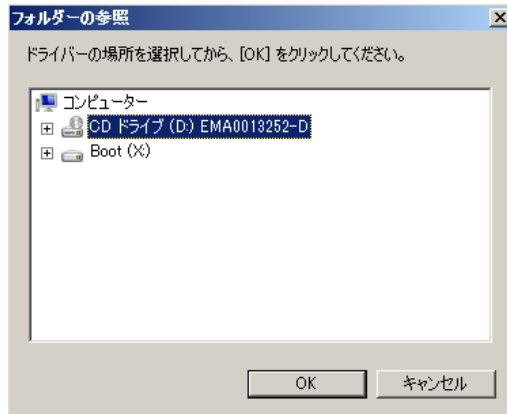 フォルダーの参照
ドライバーの場所を選択してから、[OK] をクリックしてください。
コンピューター
CD ドライブ (D:) EMA0013252-D
Boot (X:)
OK
キャンセル